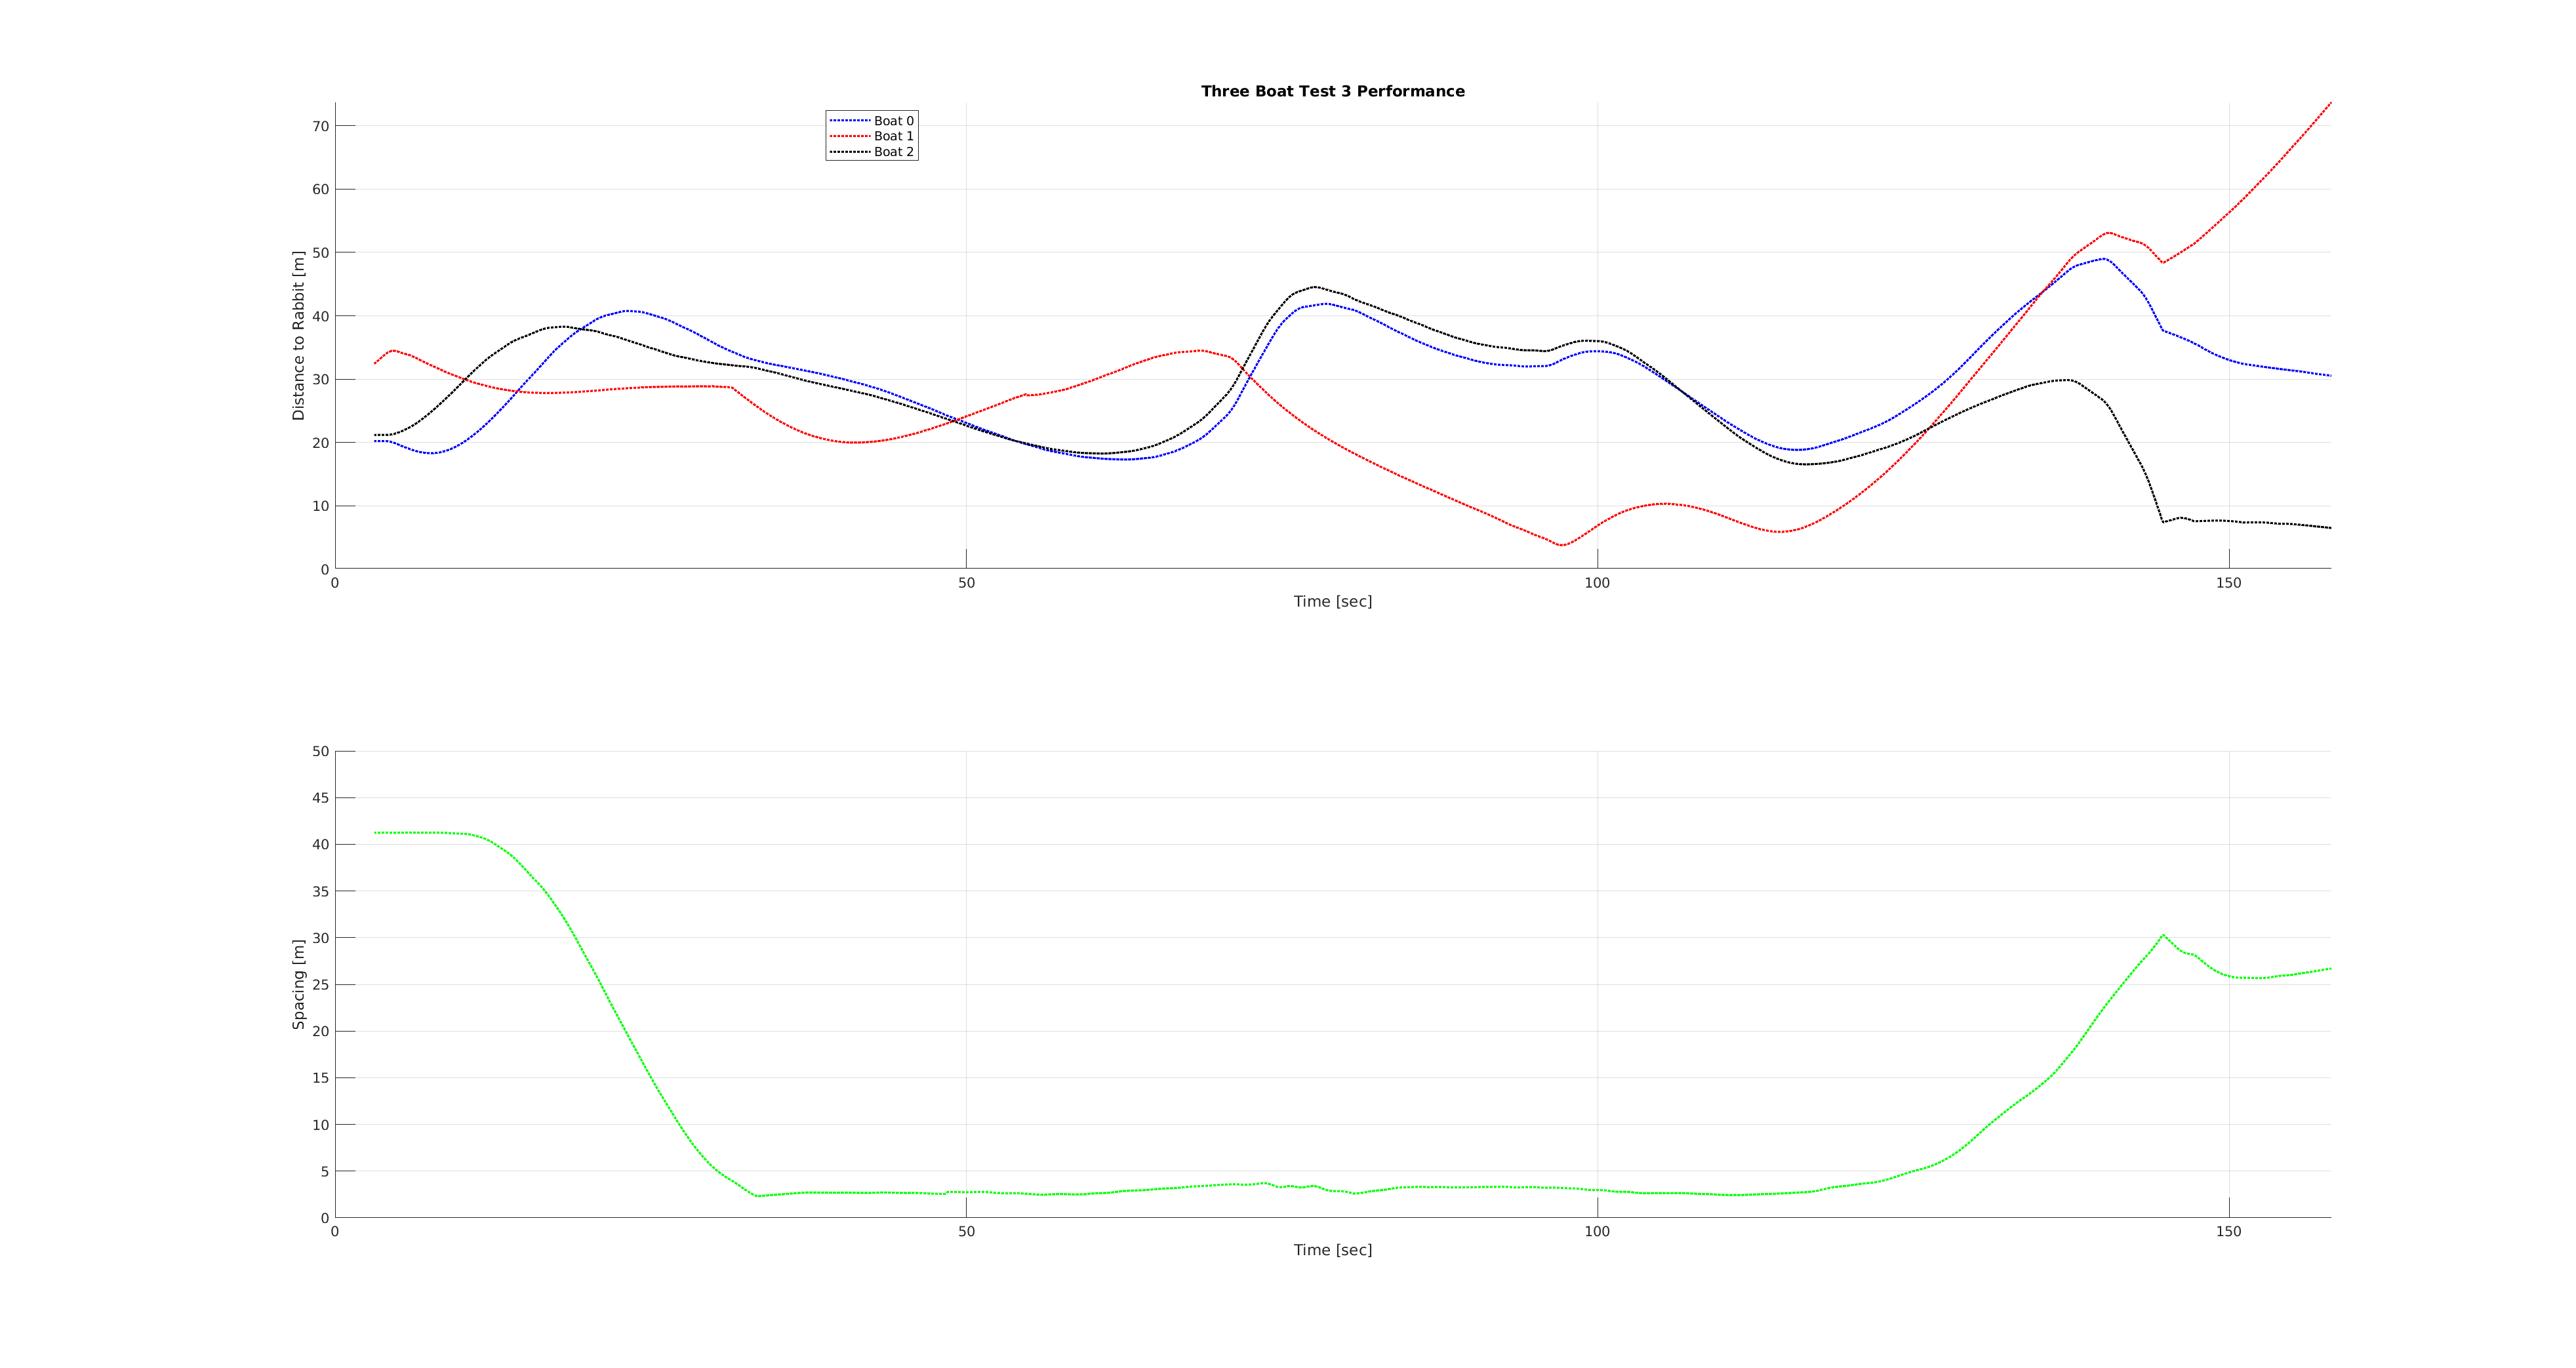 Three Boat Test 3 Performance
Boat 0
Boat 1
Boat 2
Distance to Rabbit [m]
70
60
50
40
30
20
10
0
0 50 100 150
Time [sec]
Spacing [m]
50
45
40
35
30
25
20
15
10
5
0
0 50 100 150
Time [sec]